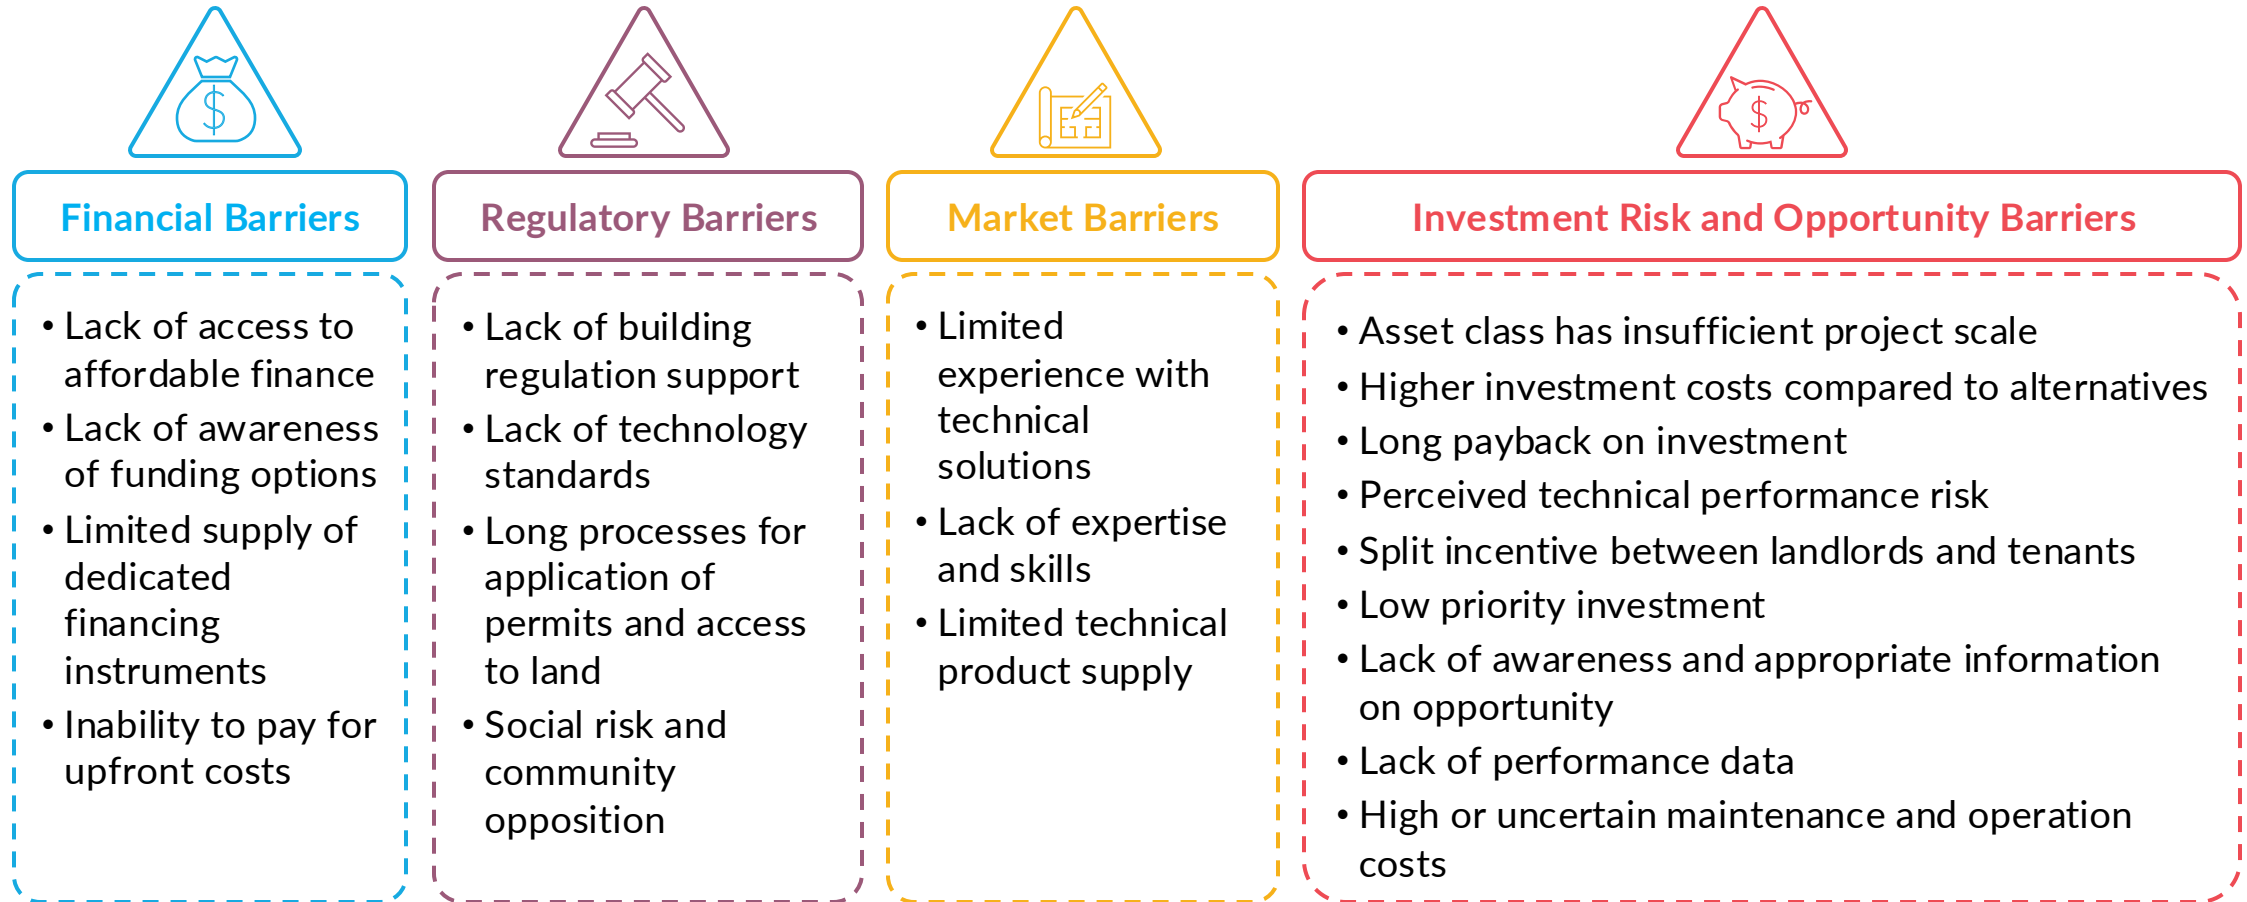 Financial Barriers
• Lack of access to
affordable finance
• Lack of awareness
of funding options
• Limited supply of
dedicated
financing
instruments
• Inability to pay for
upfront costs
Regulatory Barriers
• Lack of building
regulation support
• Lack of technology
standards
• Long processes for
application of
permits and access
to land
• Social risk and
community
opposition
Market Barriers
• Limited
experience with
technical
solutions
• Lack of expertise
and skills
• Limited technical
product supply
Investment Risk and Opportunity Barriers
• Asset class has insufficient project scale
• Higher investment costs compared to alternatives
• Long payback on investment
• Perceived technical performance risk
• Split incentive between landlords and tenants
• Low priority investment
• Lack of awareness and appropriate information
on opportunity
• Lack of performance data
• High or uncertain maintenance and operation
costs